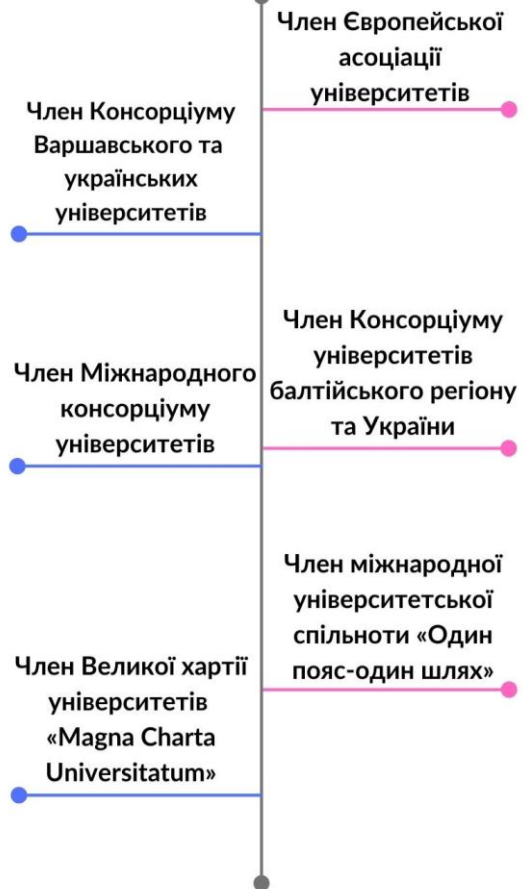 Член Європейської
асоціації
університетів
Член Консорціуму
Варшавського та
українських
університетів
Член Консорціуму
університетів
балтійського регіону
та України
Член Міжнародного
консорціуму
університетів
Член міжнародної
університетської
спільноти «Один
пояс-один шлях»
Член Великої хартії
університетів
«Magna Charta
Universitatum»